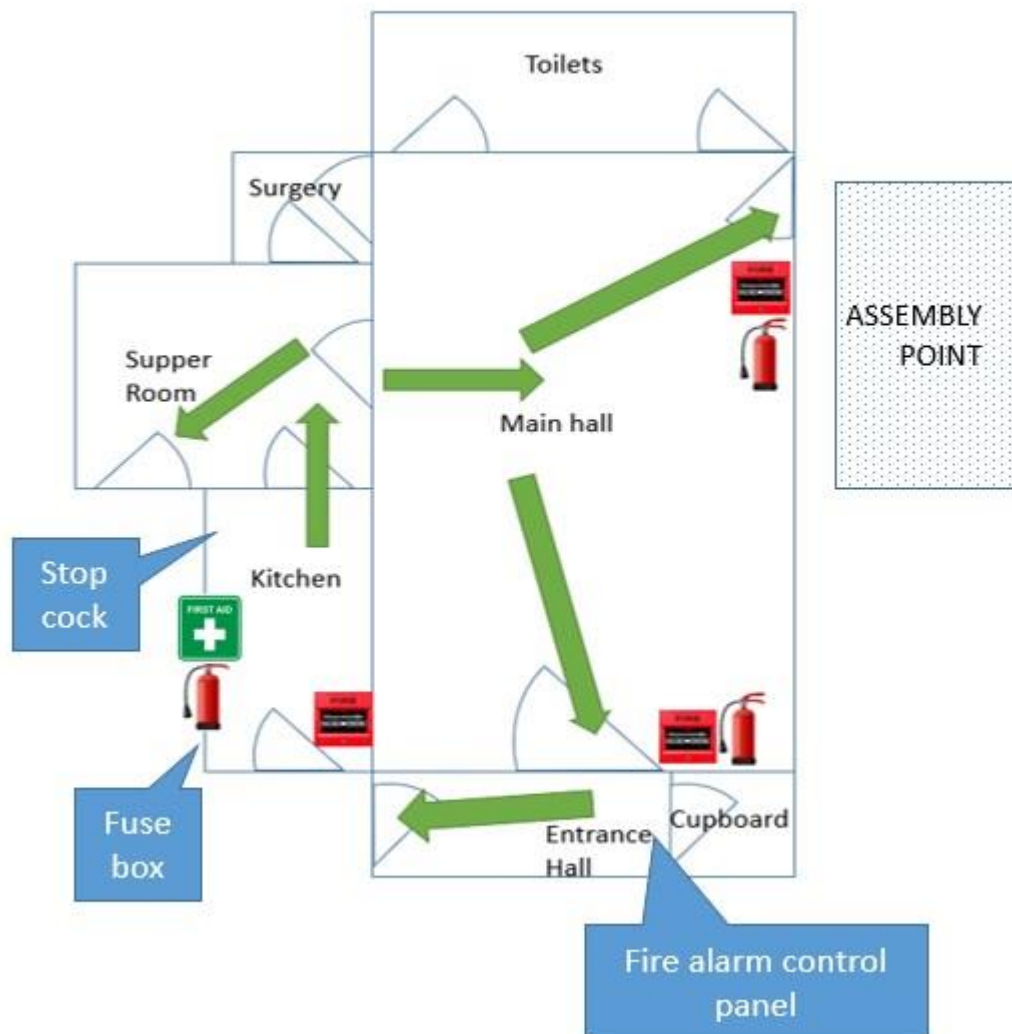 Toilets
Surgery
ASSEMBLY
POINT
Supper
Room
Main hall
Stop
cock
Kitchen
FIRST AID
Fuse
box
Entrance
Hall
Cupboard
Fire alarm control
panel